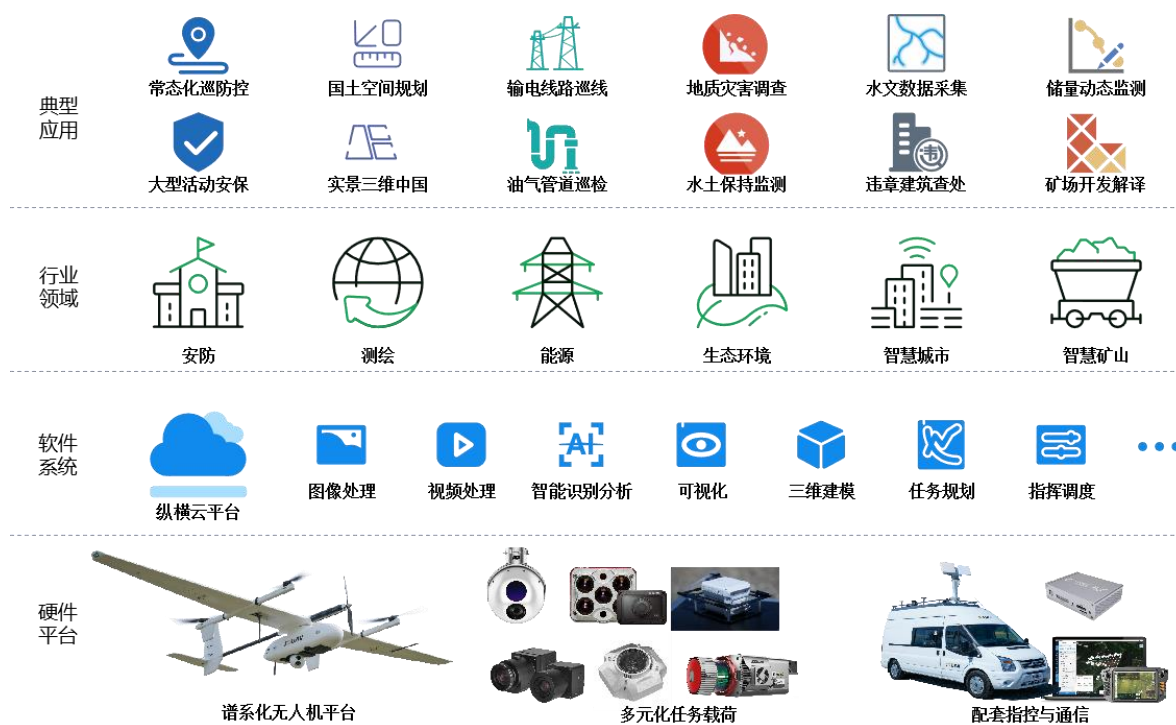 典型
应用
常态化巡防控
国土空间规划
输电线路巡线
地质灾害调查
水文数据采集
储量动态监测
大型活动安保
实景三维中国
油气管道巡检
水土保持监测
违
违章建筑查处
矿场开发解译
行业
领域
安防
测绘
能源
生态环境
智慧城市
智慧矿山
软件
系统
AI
纵横云平台
图像处理
视频处理
智能识别分析
可视化
三维建模
任务规划
指挥调度
硬件
平台
谱系化无人机平台
多元化任务载荷
配套指控与通信